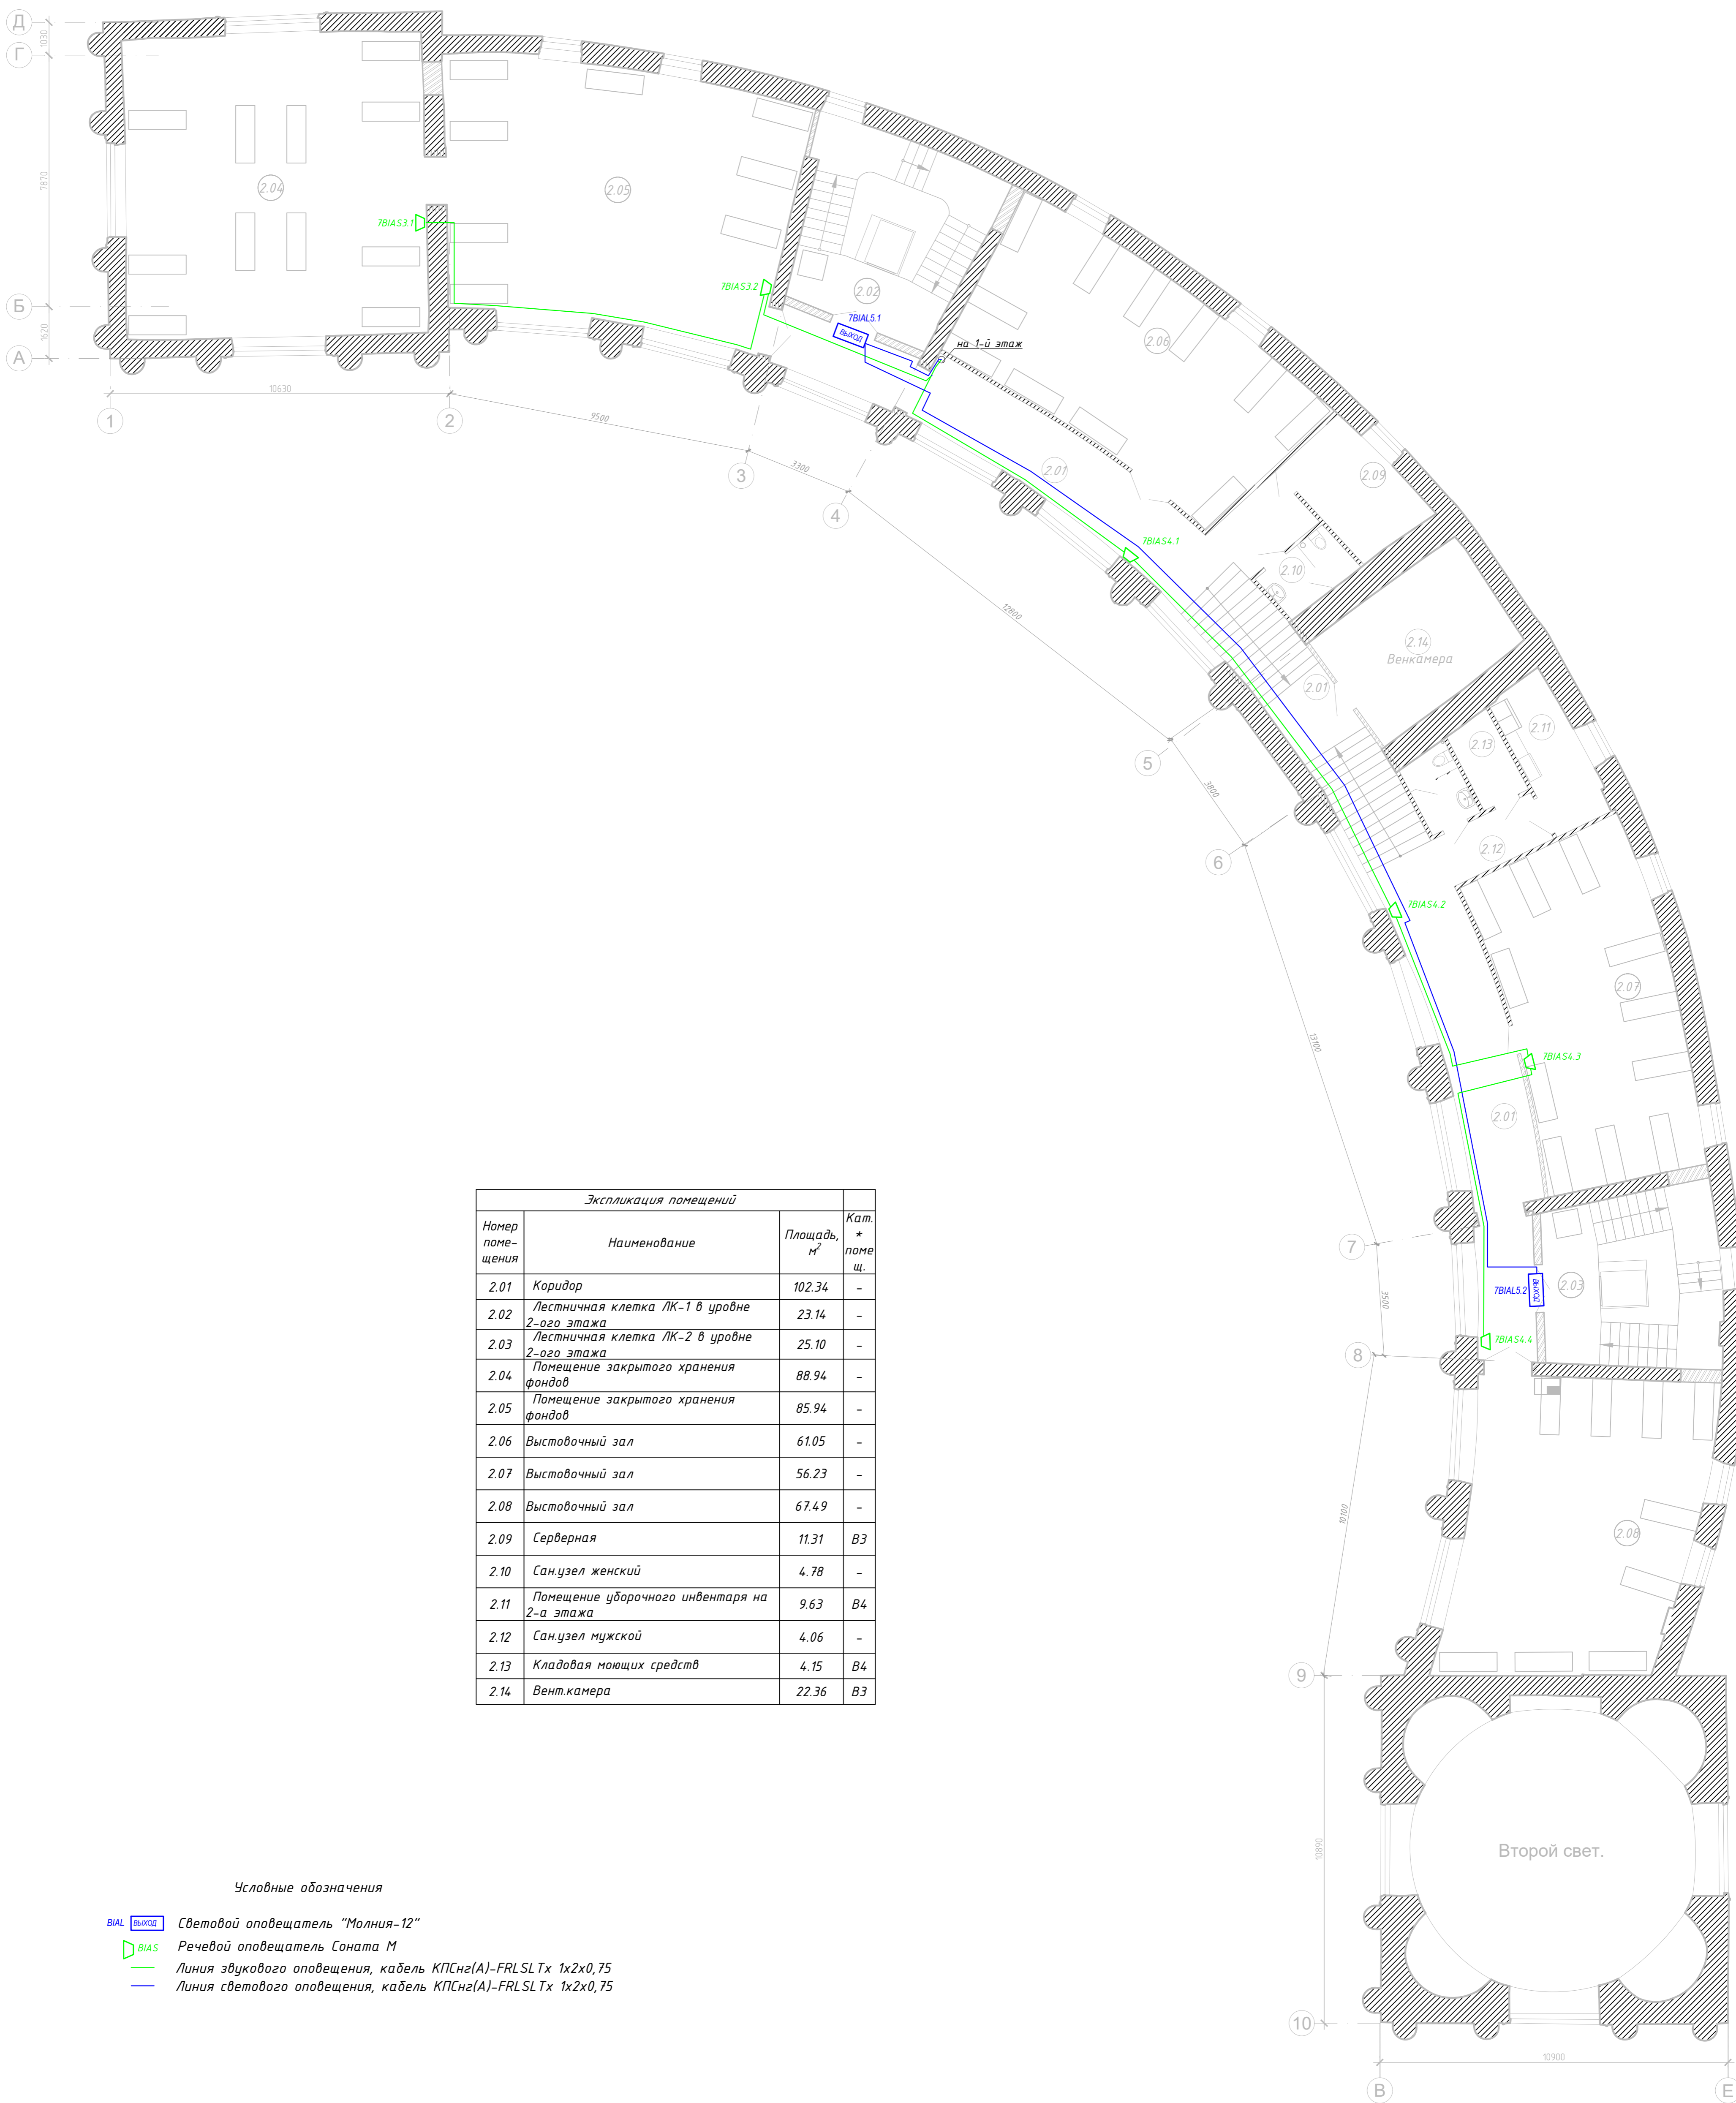 Д
1030
Г
7870
Б
1620
А
10630
1
2
9500
3
3300
4
12800
5
3800
6
13100
7
3500
8
10100
9
10890
10
10900
В
Е
2.04
2.05
7BIAS3.1
7BIAS3.2
2.02
7BIAL5.1
ВЫХОД
на 1-й этаж
2.06
2.01
2.09
7BIAS4.1
2.10
2.14
Венкамера
2.01
2.11
2.13
2.12
7BIAS4.2
2.07
7BIAS4.3
2.01
7BIAL5.2
ВЫХОД
2.03
7BIAS4.4
2.08
Второй свет.
Экспликация помещений
Номер поме-щения Наименование Площадь, м2 Кат. * поме щ.
2.01 Коридор 102.34 -
2.02 Лестничная клетка ЛК-1 в уровне
2-ого этажа 23.14 -
2.03 Лестничная клетка ЛК-2 в уровне
2-ого этажа 25.10 -
2.04 Помещение закрытого хранения
фондов 88.94 -
2.05 Помещение закрытого хранения
фондов 85.94 -
2.06 Выстовочный зал 61.05 -
2.07 Выстовочный зал 56.23 -
2.08 Выстовочный зал 67.49 -
2.09 Серверная 11.31 В3
2.10 Сан.узел женский 4.78 -
2.11 Помещение уборочного инвентаря на
2-а этажа 9.63 В4
2.12 Сан.узел мужской 4.06 -
2.13 Кладовая моющих средств 4.15 В4
2.14 Вент.камера 22.36 В3
Условные обозначения
BIAL ВЫХОД Световой оповещатель "Молния-12"
BIAS Речевой оповещатель Соната М
Линия звукового оповещения, кабель КПСнг(А)-FRLSLTx 1x2x0,75
Линия светового оповещения, кабель КПСнг(А)-FRLSLTx 1x2x0,75